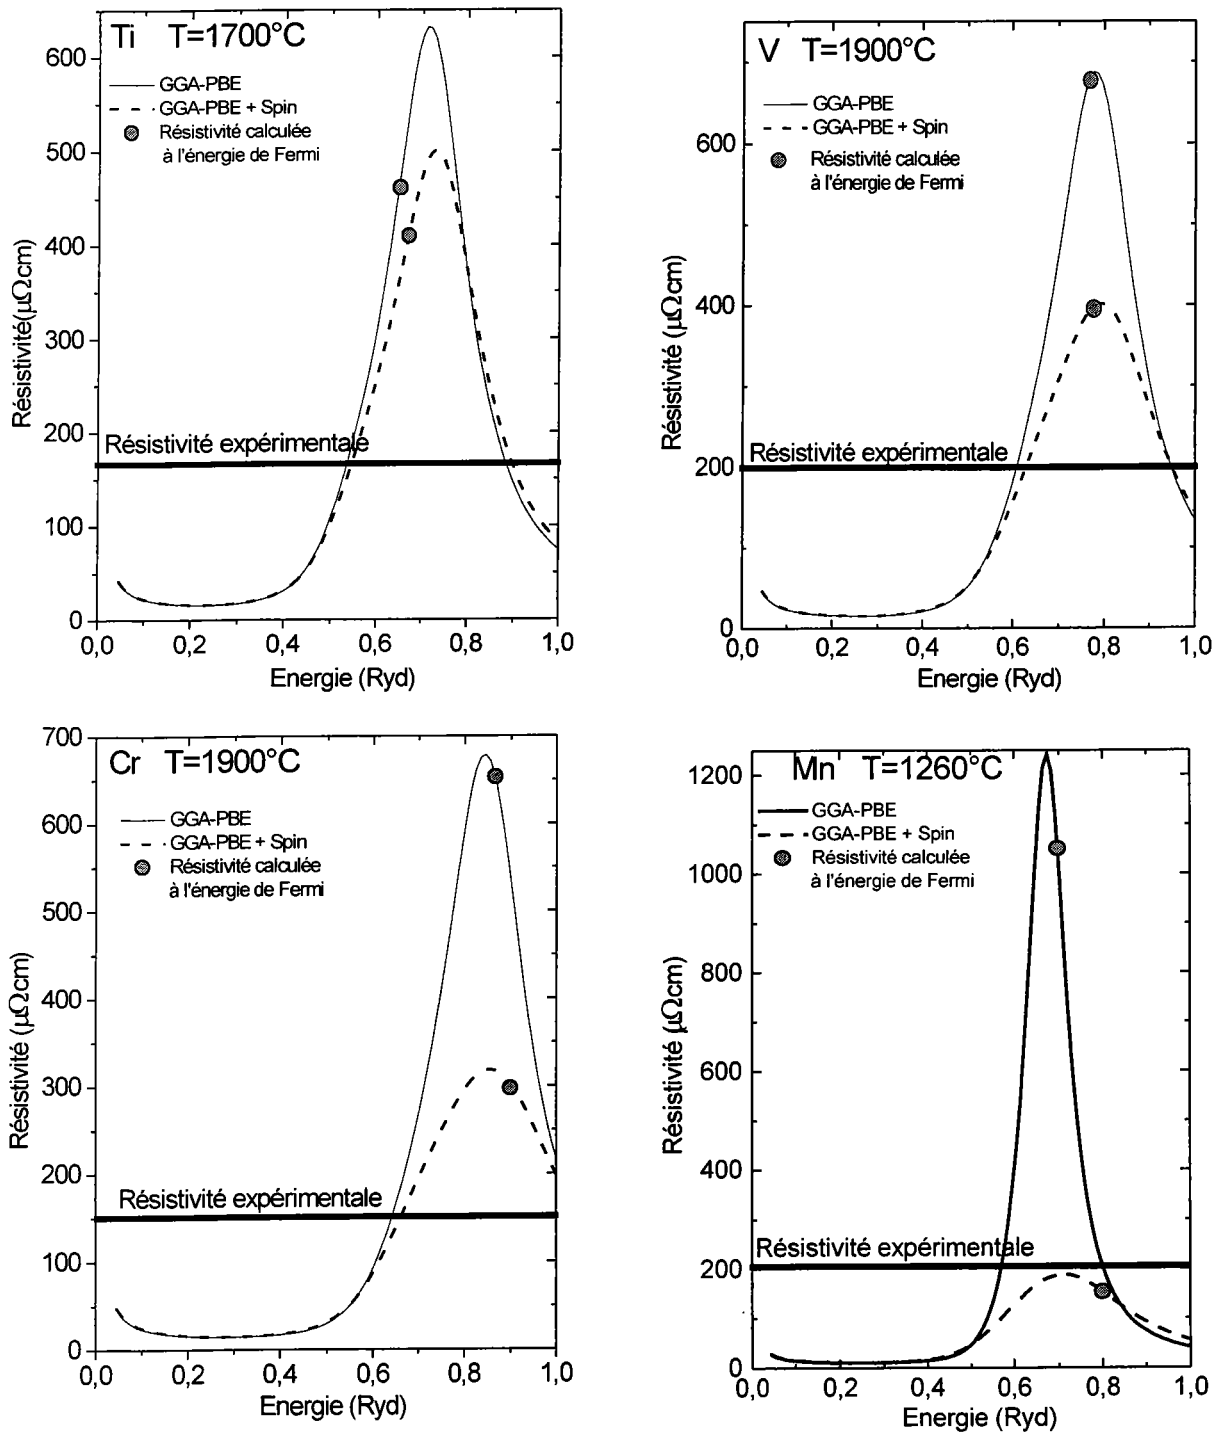 Ti T=1700°C
GGA-PBE
GGA-PBE + Spin
Résistivité calculée
à l'énergie de Fermi
Résistivité expérimentale
Résistivité(μΩcm)
600
500
400
300
200
100
0
0,0 0,2 0,4 0,6 0,8 1,0
Energie (Ryd)
V T=1900°C
GGA-PBE
GGA-PBE + Spin
Résistivité calculée
à l'énergie de Fermi
Résistivité expérimentale
Résistivité (μΩcm)
600
400
200
0
0,0 0,2 0,4 0,6 0,8 1,0
Energie (Ryd)
Cr T=1900°C
GGA-PBE
GGA-PBE + Spin
Résistivité calculée
à l'énergie de Fermi
Résistivité expérimentale
Résistivité (μΩcm)
700
600
500
400
300
200
100
0
0,0 0,2 0,4 0,6 0,8 1,0
Energie (Ryd)
Mn T=1260°C
GGA-PBE
GGA-PBE + Spin
Résistivité calculée
à l'énergie de Fermi
Résistivité expérimentale
Résistivité μΩcm)
1200
1000
800
600
400
200
0
0,0 0,2 0,4 0,6 0,8 1,0
Energie (Ryd)